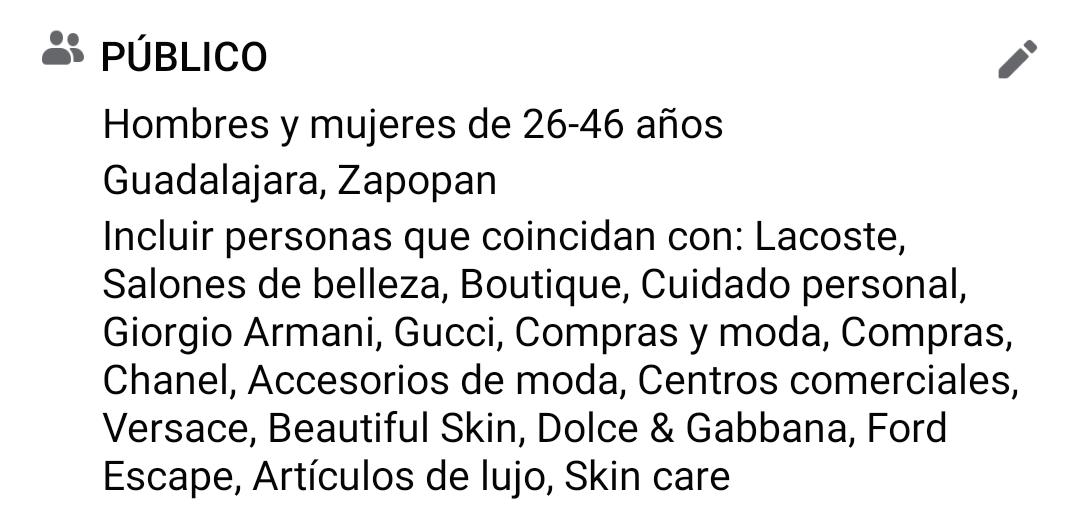 PÚBLICO
Hombres y mujeres de 26-46 años
Guadalajara, Zapopan
Incluir personas que coincidan con: Lacoste,
Salones de belleza, Boutique, Cuidado personal,
Giorgio Armani, Gucci, Compras y moda, Compras,
Chanel, Accesorios de moda, Centros comerciales,
Versace, Beautiful Skin, Dolce & Gabbana, Ford
Escape, Artículos de lujo, Skin care